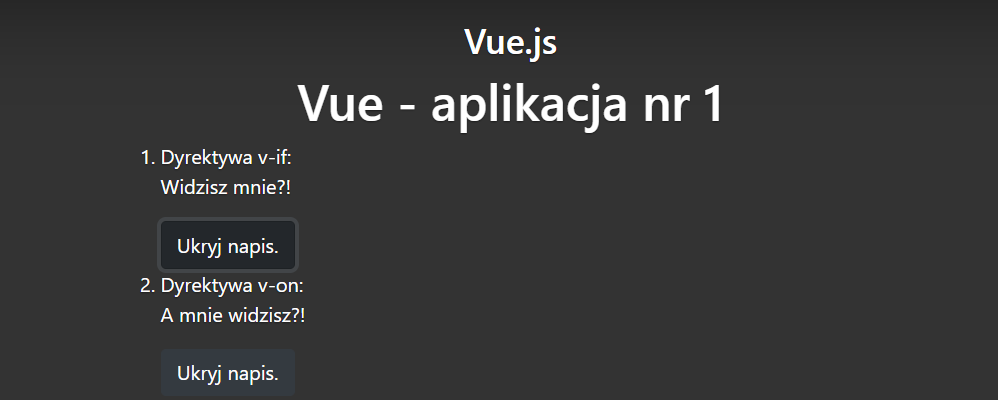 Vue.js
Vue - aplikacja nr 1
1. Dyrektywa v-if:
Widzisz mnie?!
Ukryj napis.
2. Dyrektywa v-on:
A mnie widzisz?!
Ukryj napis.